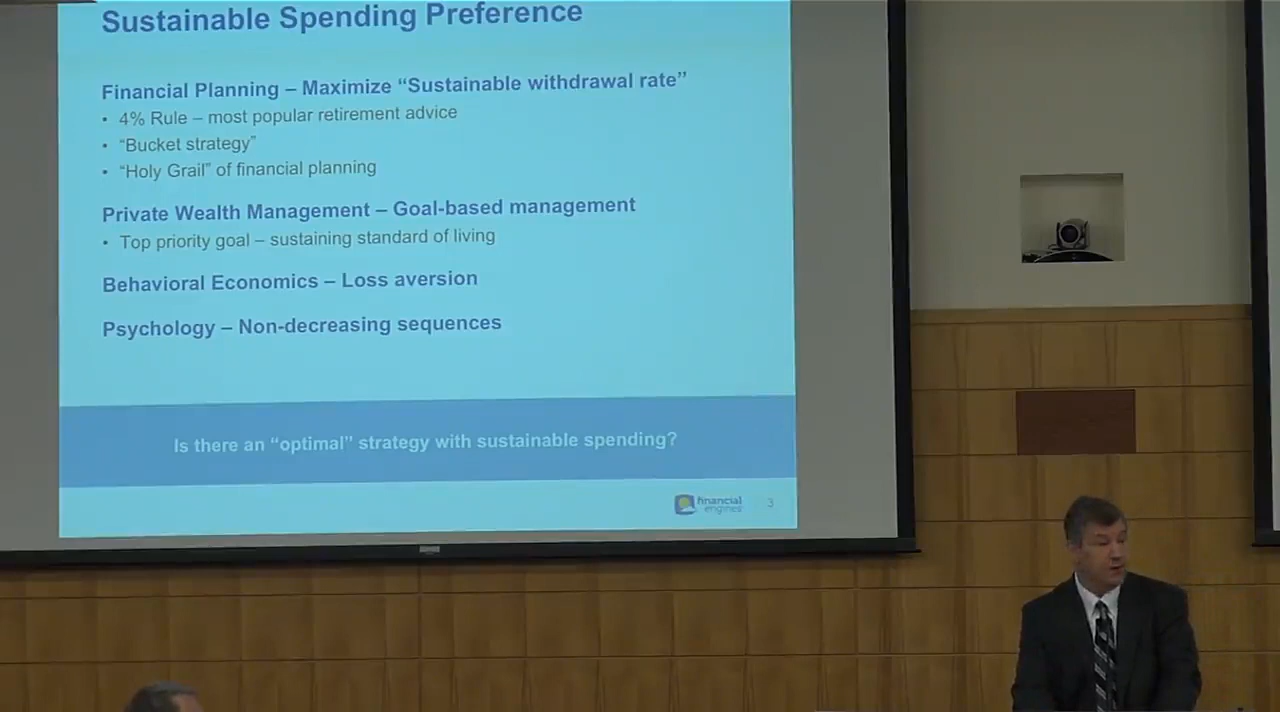 Sustainable Spending Preference
Financial Planning – Maximize “Sustainable withdrawal rate”
• 4% Rule – most popular retirement advice
• “Bucket strategy”
• “Holy Grail” of financial planning
Private Wealth Management – Goal-based management
• Top priority goal – sustaining standard of living
Behavioral Economics – Loss aversion
Psychology – Non-decreasing sequences
Is there an “optimal” strategy with sustainable spending?
financial
engines
3